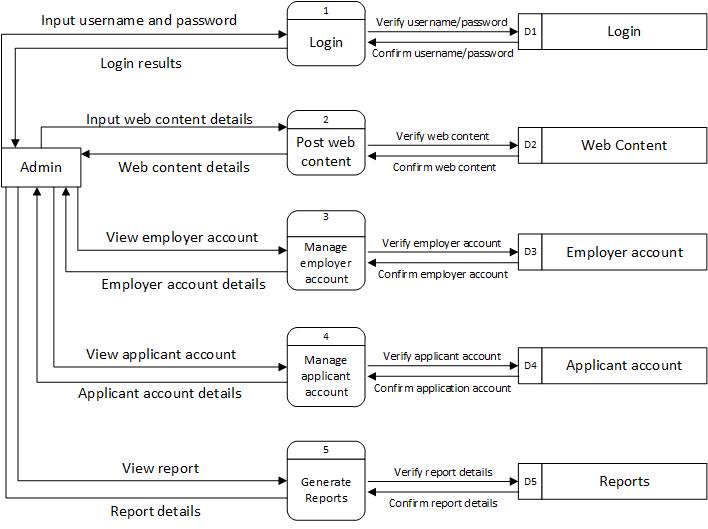 1
Input username and password
Verify username/password
Login
D1
Login
Login results
Confirm username/password
2
Input web content details
Verify web content
Post web
content
D2
Web Content
Admin
Web content details
Confirm web content
3
View employer account
Verify employer account
Manage
employer
account
D3
Employer account
Employer account details
Confirm employer account
4
View applicant account
Verify applicant account
Manage
applicant
account
D4
Applicant account
Applicant account details
Confirm application account
5
View report
Verify report details
Generate
Reports
D5
Reports
Report details
Confirm report details